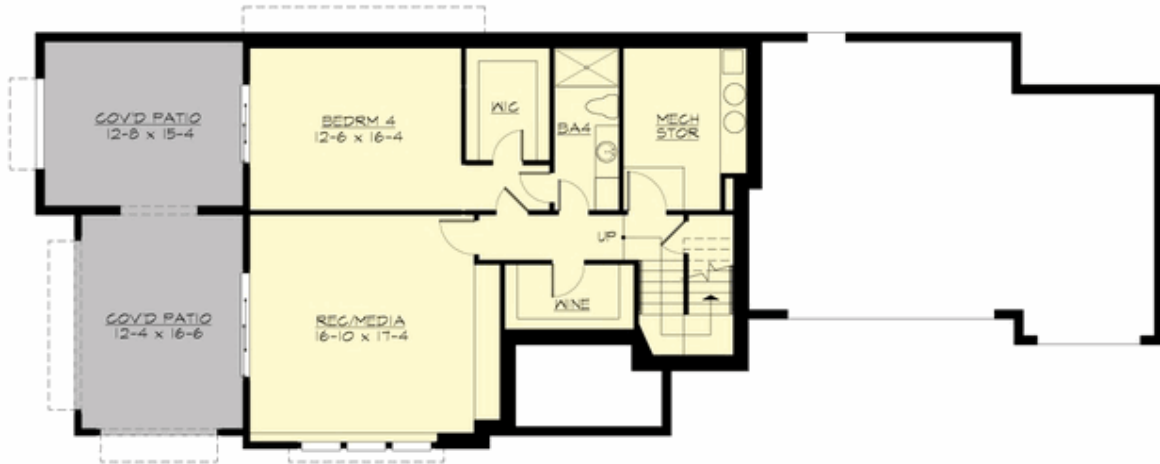 COV'D PATIO
12-8 x 15-4
BEDRM 4
12-6 x 16-4
WIC
BA4
MECH
STOR
UP
COV'D PATIO
12-4 x 16-6
REC/MEDIA
16-10 x 17-4
WINE